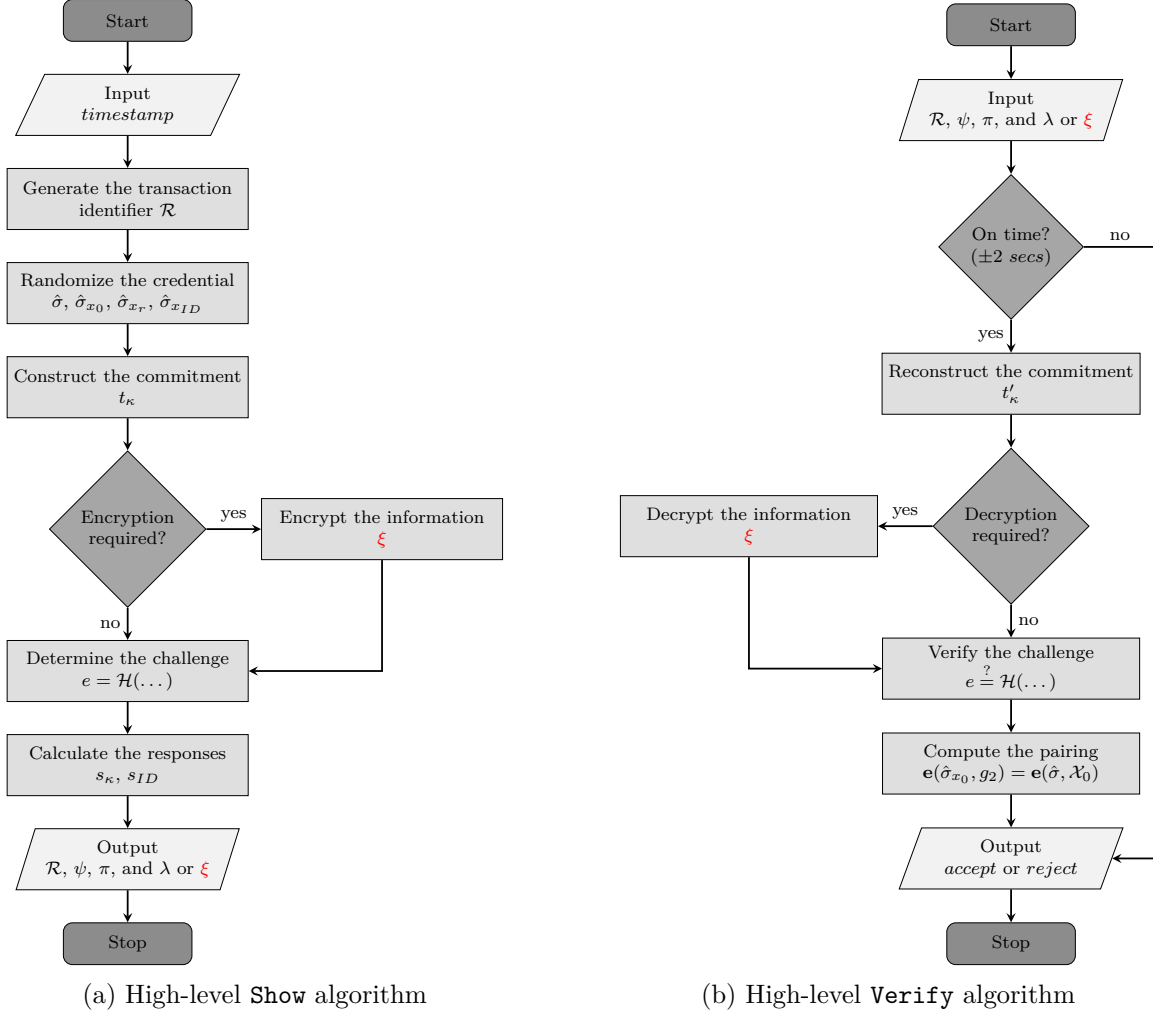 Start
Input
timestamp
Generate the transaction
identifier ℛ
Randomize the credential
σ̂, σ̂_{x_0}, σ̂_{x_r}, σ̂_{x_{ID}}
Construct the commitment
t_κ
Encryption
required?
yes
Encrypt the information
ξ
no
Determine the challenge
e = ℋ(...)
Calculate the responses
s_κ, s_{ID}
Output
ℛ, ψ, π, and λ or ξ
Stop
(a) High-level Show algorithm
Start
Input
ℛ, ψ, π, and λ or ξ
On time?
(±2 secs)
no
yes
Reconstruct the commitment
t′_κ
Decryption
required?
yes
Decrypt the information
ξ
no
Verify the challenge
e ≟ ℋ(...)
Compute the pairing
e(σ̂_{x_0}, g_2) = e(σ̂, 𝒳_0)
Output
accept or reject
Stop
(b) High-level Verify algorithm